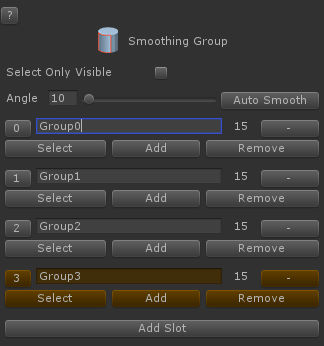 ?
Smoothing Group
Select Only Visible
Angle 10 Auto Smooth
0 Group0 15 -
Select Add Remove
1 Group1 15 -
Select Add Remove
2 Group2 15 -
Select Add Remove
3 Group3 15 -
Select Add Remove
Add Slot